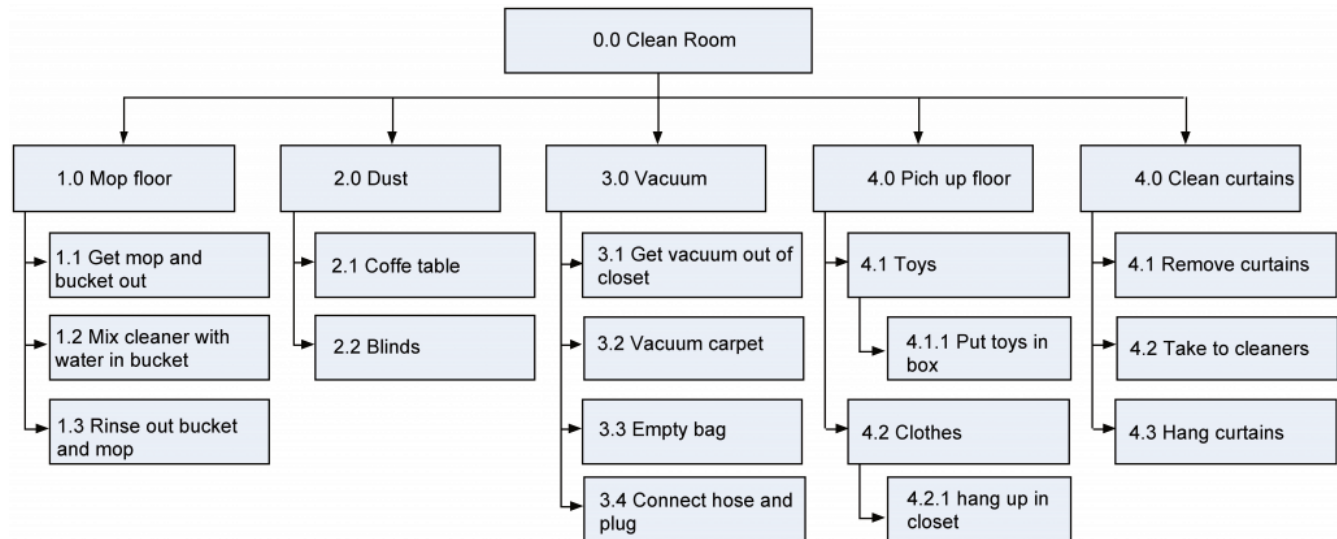 0.0 Clean Room
1.0 Mop floor
2.0 Dust
3.0 Vacuum
4.0 Pich up floor
4.0 Clean curtains
1.1 Get mop and
bucket out
1.2 Mix cleaner with
water in bucket
1.3 Rinse out bucket
and mop
2.1 Coffe table
2.2 Blinds
3.1 Get vacuum out of
closet
3.2 Vacuum carpet
3.3 Empty bag
3.4 Connect hose and
plug
4.1 Toys
4.1.1 Put toys in
box
4.2 Clothes
4.2.1 hang up in
closet
4.1 Remove curtains
4.2 Take to cleaners
4.3 Hang curtains